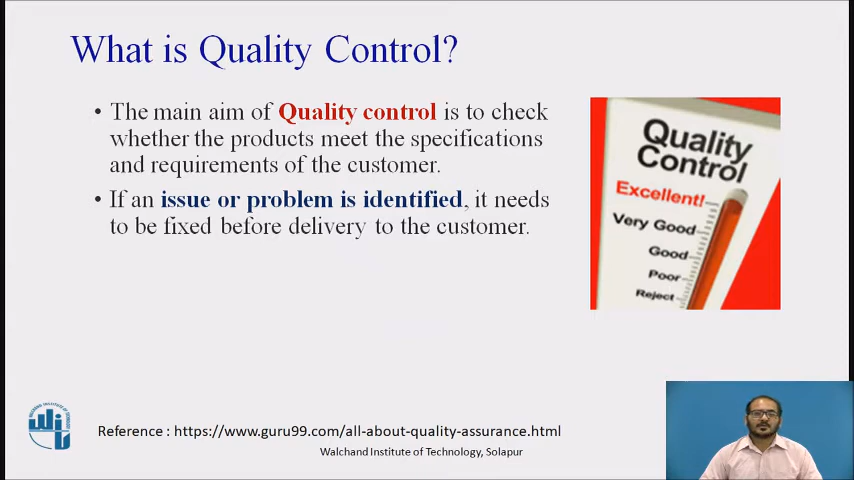 What is Quality Control?
• The main aim of Quality control is to check
whether the products meet the specifications
and requirements of the customer.
• If an issue or problem is identified, it needs
to be fixed before delivery to the customer.
Quality
Control
Excellent!
Very Good
Good
Poor
Reject
Reference : https://www.guru99.com/all-about-quality-assurance.html
Walchand Institute of Technology, Solapur